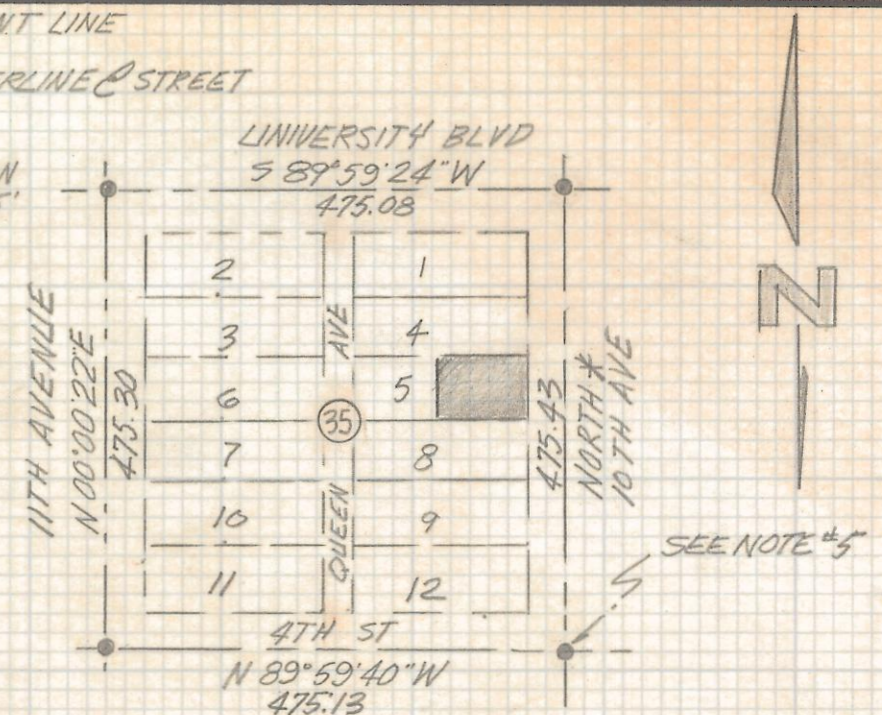 LINE
STREET
UNIVERSITY BLVD
S 89°59'24"W
475.08
11TH AVENUE
N 00°00'22"E
475.30
2
1
3
AVE
4
6
5
35
7
8
10
QUEEN
9
11
12
475.43
NORTH *
10TH AVE
N
SEE NOTE #5
4TH ST
N 89°59'40"W
475.13